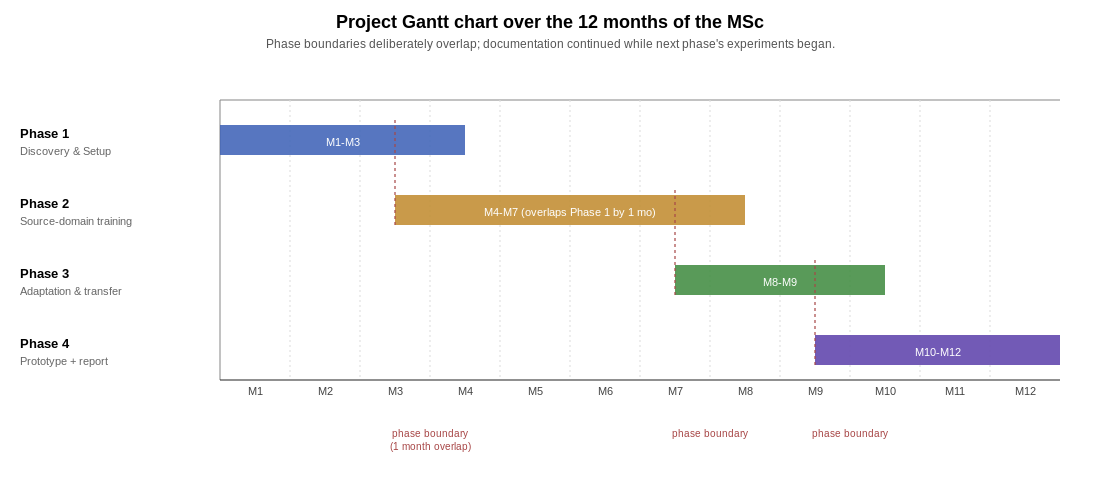 Project Gantt chart over the 12 months of the MSc
Phase boundaries deliberately overlap; documentation continued while next phase's experiments began.
Phase 1
Discovery & Setup
M1-M3
Phase 2
Source-domain training
M4-M7 (overlaps Phase 1 by 1 mo)
Phase 3
Adaptation & transfer
M8-M9
Phase 4
Prototype + report
M10-M12
M1 M2 M3 M4 M5 M6 M7 M8 M9 M10 M11 M12
phase boundary
(1 month overlap)
phase boundary
phase boundary